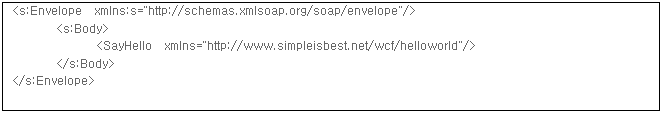 <s:Envelope xmlns:s="http://schemas.xmlsoap.org/soap/envelope"/>
<s:Body>
<SayHello xmlns="http://www.simpleisbest.net/wcf/helloworld"/>
</s:Body>
</s:Envelope>